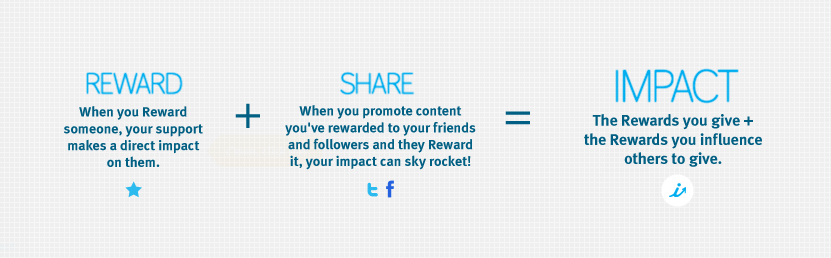 REWARD
When you Reward
someone, your support
makes a direct impact
on them.
+
SHARE
When you promote content
you've rewarded to your friends
and followers and they Reward
it, your impact can sky rocket!
=
IMPACT
The Rewards you give +
the Rewards you influence
others to give.